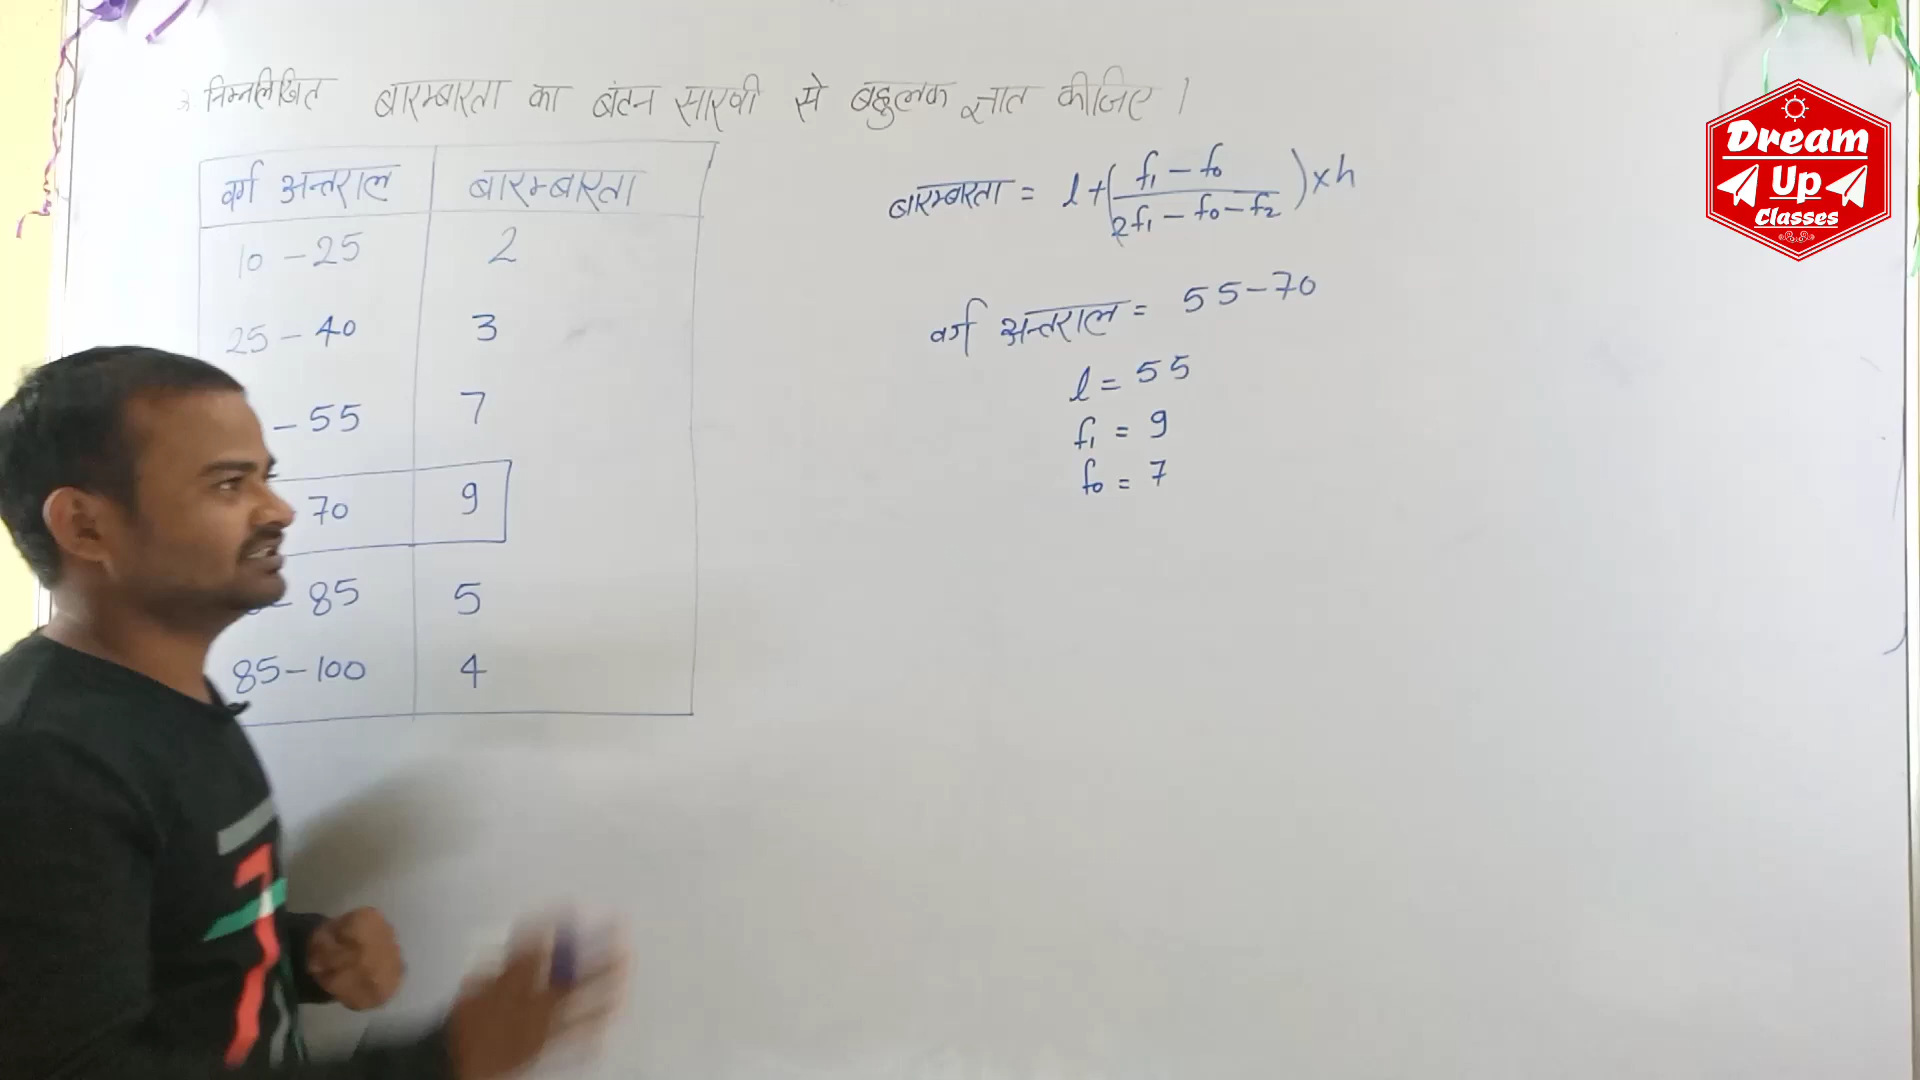 निम्नलिखित बारम्बारता का बंटन सारणी से बहुलक ज्ञात कीजिए ।
वर्ग अन्तराल बारम्बारता
10 - 25 2
25 - 40 3
- 55 7
70 9
- 85 5
85 - 100 4
बारम्बारता = l + ( f₁ - f₀ / 2f₁ - f₀ - f₂ ) × h
वर्ग अन्तराल = 55 - 70
l = 55
f₁ = 9
f₀ = 7
Dream
Up
Classes